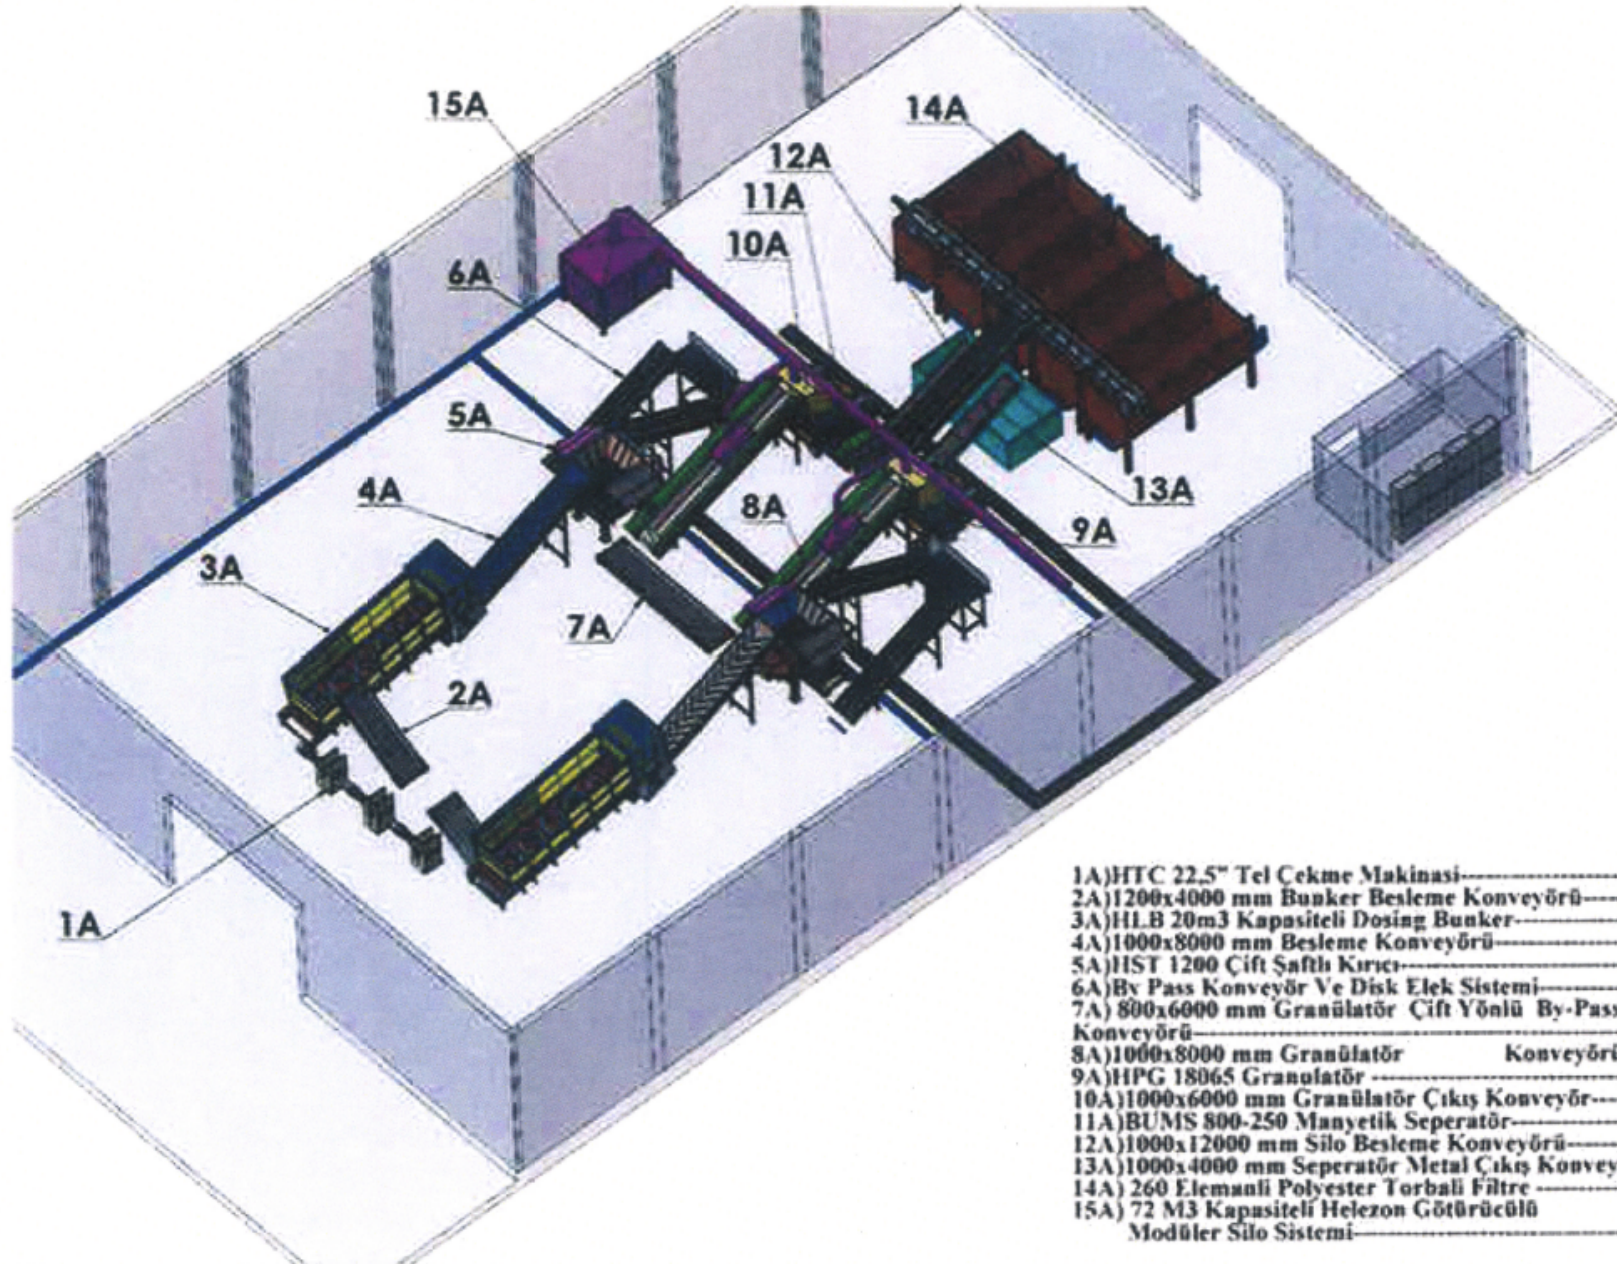 15A
14A
12A
11A
10A
6A
5A
4A
13A
8A
9A
3A
7A
2A
1A
1A)HTC 22,5" Tel Çekme Makinasi
2A)1200x4000 mm Bunker Besleme Konveyörü
3A)HLB 20m3 Kapasiteli Dosing Bunker
4A)1000x8000 mm Besleme Konveyörü
5A)HST 1200 Çift Şaftlı Kırıcı
6A)By Pass Konveyör Ve Disk Elek Sistemi
7A) 800x6000 mm Granülatör Çift Yönlü By-Pass
Konveyörü
8A)1000x8000 mm Granülatör Konveyörü
9A)HPG 18065 Granulatör
10A)1000x6000 mm Granülatör Çıkış Konveyör
11A)BUMS 800-250 Manyetik Seperatör
12A)1000x12000 mm Silo Besleme Konveyörü
13A)1000x4000 mm Seperatör Metal Çıkış Konvey
14A) 260 Elemanli Polyester Torbali Filtre
15A) 72 M3 Kapasiteli Helezon Götürücülü
Modüler Silo Sistemi